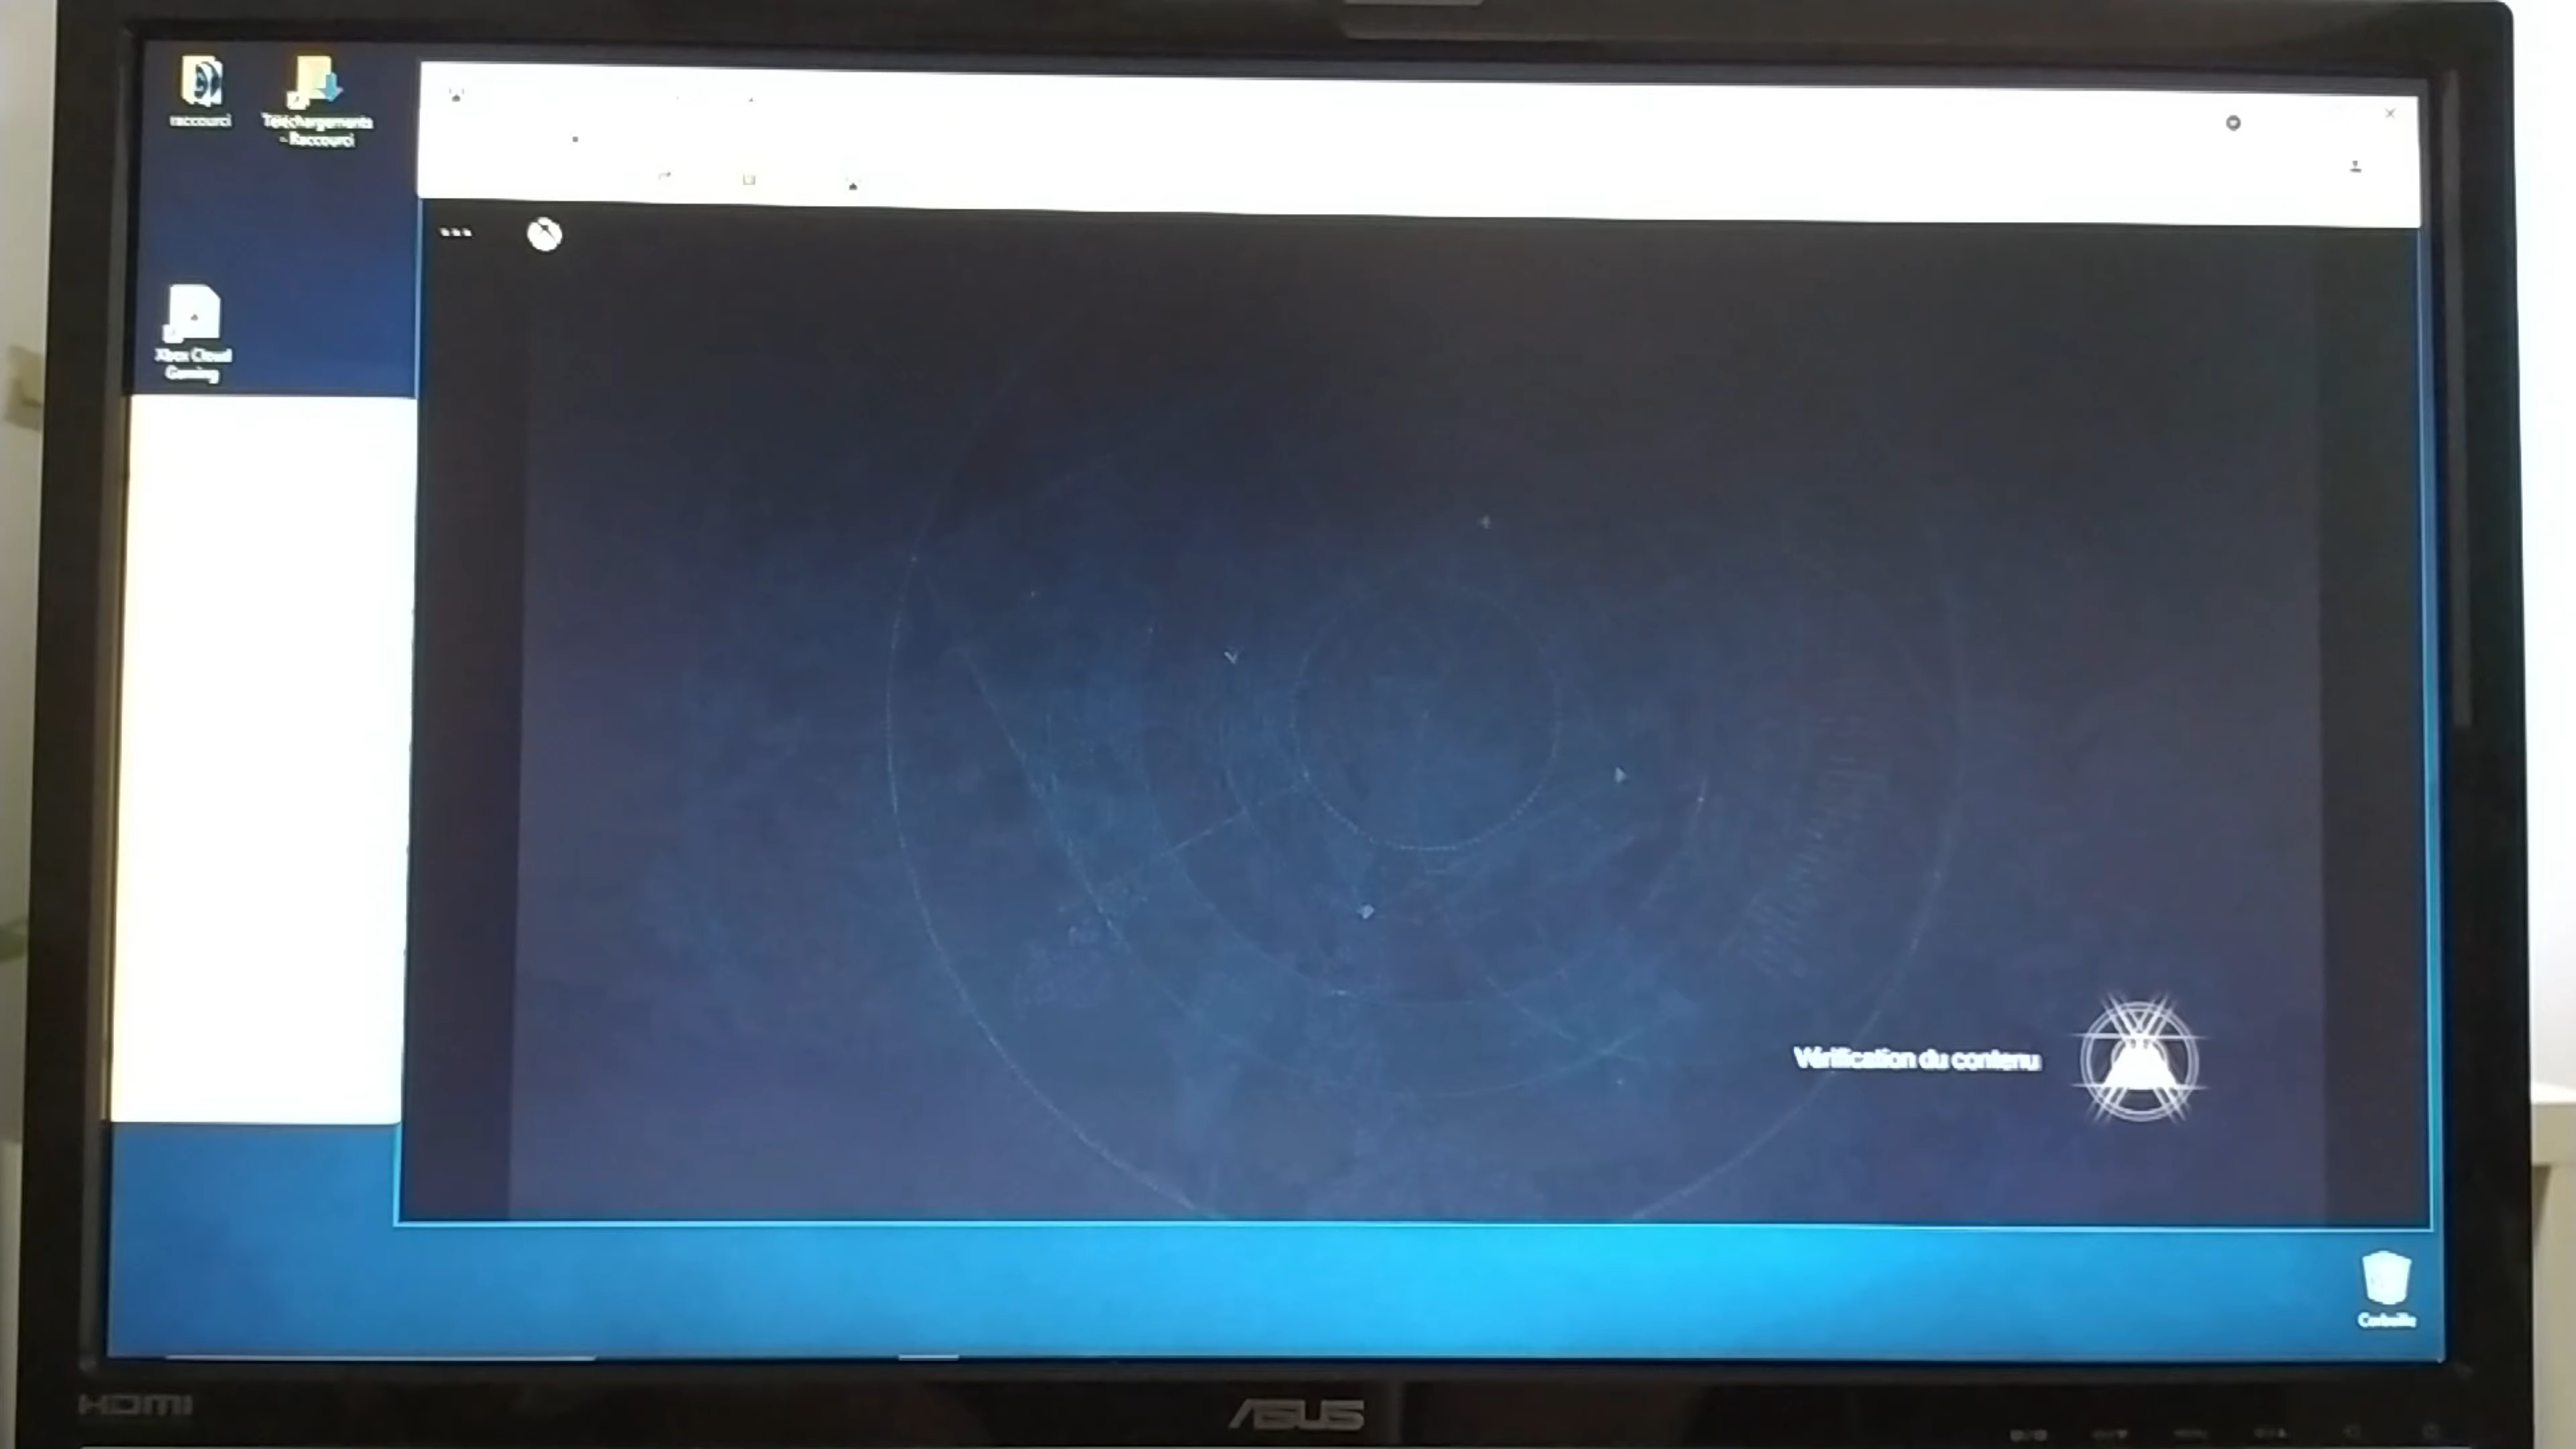 raccourci
Téléchargements
- Raccourci
Xbox Cloud
Gaming
Vérification du contenu
Corbeille
HDMI
ASUS